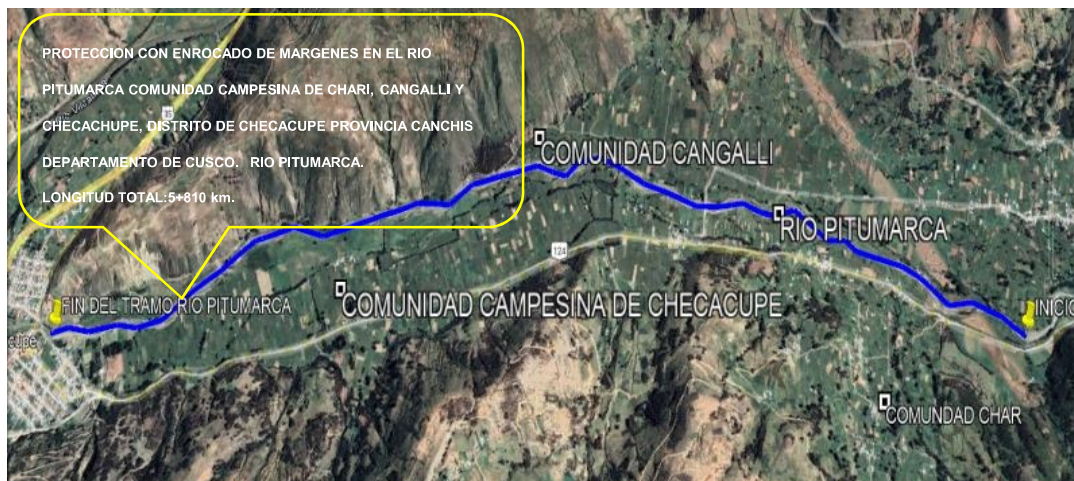 PROTECCION CON ENROCADO DE MARGENES EN EL RIO
PITUMARCA COMUNIDAD CAMPESINA DE CHARI, CANGALLI Y
CHECACHUPE, DISTRITO DE CHECACUPE PROVINCIA CANCHIS
DEPARTAMENTO DE CUSCO. RIO PITUMARCA.
LONGITUD TOTAL:5+810 km.
COMUNIDAD CANGALLI
RIO PITUMARCA
124
FIN DEL TRAMO RIO PITUMARCA
COMUNIDAD CAMPESINA DE CHECACUPE
INICIO
cupe
COMUNDAD CHAR